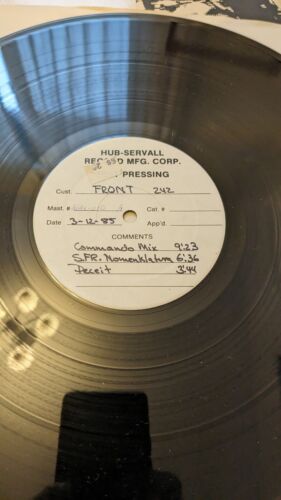 HUB-SERVALL
RECORD MFG. CORP.
PRESSING
Cust. FRONT 242
Mast. # A Cat. #
Date 3-12-85 App'd.
COMMENTS
Commando Mix 9:23
S.F.R. Nomenklatura 6:36
Deceit 3:44